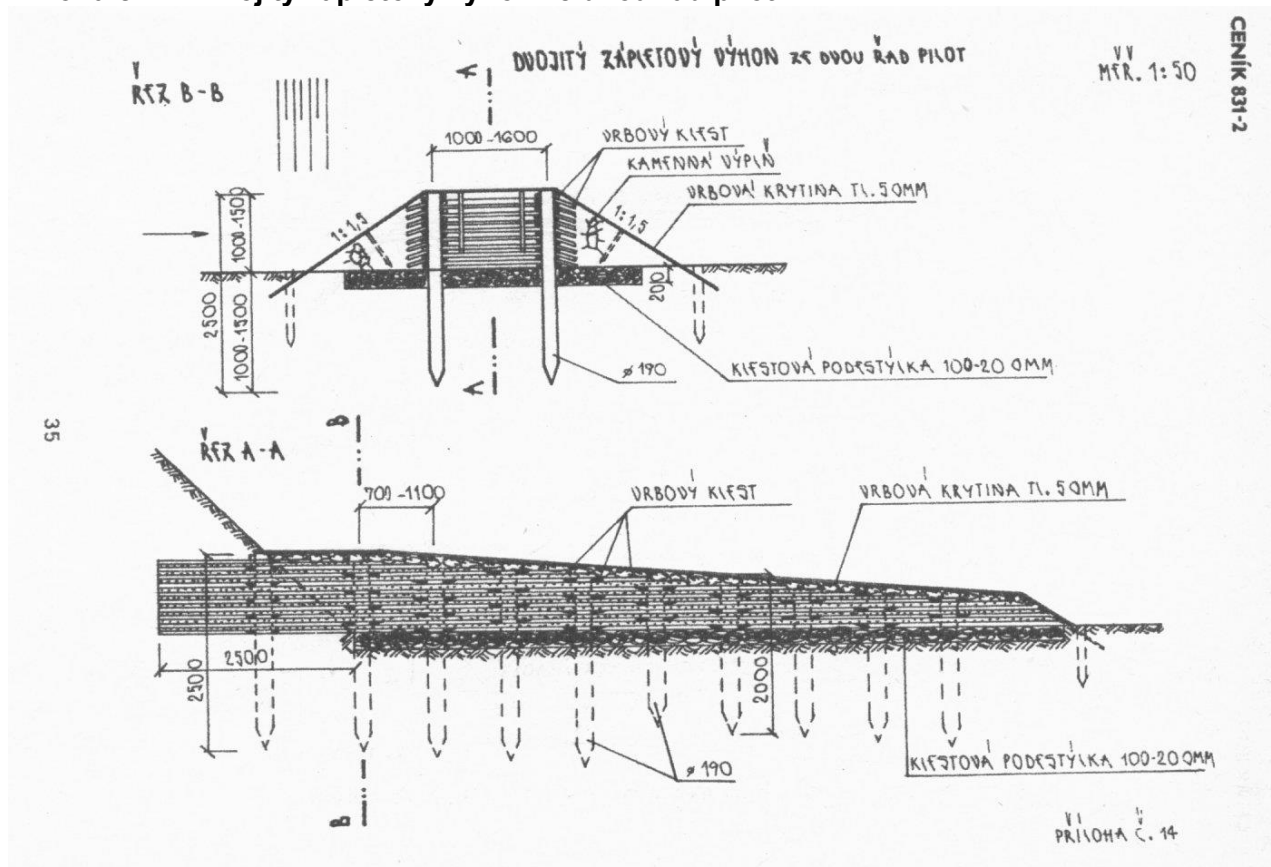 DVOJITÝ ZÁPLETOVÝ VÝHON ZE DVOU ŘAD PILOT
MĚŘ. 1:50
CENÍK 831-2
ŘEZ B-B
A
1000-1600
VRBOVÝ KLEST
KAMENNÁ VÝPLŇ
VRBOVÁ KRYTINA TL. 50MM
1:1,5
1:1,5
1000-1500
2500
1000-1500
200
A
ø 190
KLESTOVÁ PODESTÝLKA 100-200MM
35
B
ŘEZ A-A
700-1100
VRBOVÝ KLEST
VRBOVÁ KRYTINA TL. 50MM
2500
2500
2000
ø 190
KLESTOVÁ PODESTÝLKA 100-200MM
B
PŘÍLOHA Č. 14